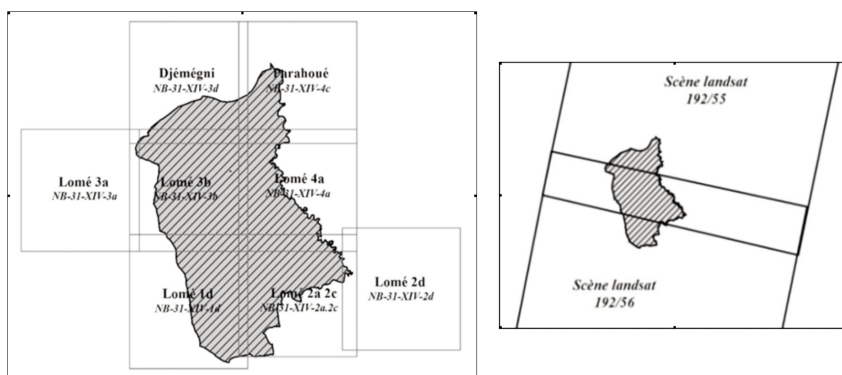 Djémégni
NB-31-XIV-3d
Parahoué
NB-31-XIV-4c
Lomé 3a
NB-31-XIV-3a
Lomé 3b
NB-31-XIV-3b
Lomé 4a
NB-31-XIV-4a
Lomé 1d
NB-31-XIV-1d
Lomé 2a 2c
NB-31-XIV-2a.2c
Lomé 2d
NB-31-XIV-2d
Scène landsat
192/55
Scène landsat
192/56